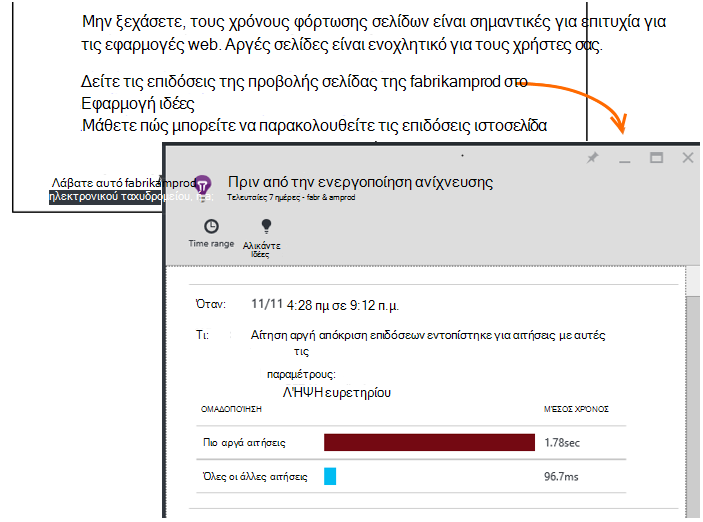 Μην ξεχάσετε, τους χρόνους φόρτωσης σελίδων είναι σημαντικές για επιτυχία για
τις εφαρμογές web. Αργές σελίδες είναι ενοχλητικό για τους χρήστες σας.
Δείτε τις επιδόσεις της προβολής σελίδας της fabrikamprod στο
Εφαρμογή ιδέες
.Μάθετε πώς μπορείτε να παρακολουθείτε τις επιδόσεις ιστοσελίδα
Λάβατε αυτό fabrikamprod
ηλεκτρονικού ταχυδρομείου,
Πριν από την ενεργοποίηση ανίχνευσης
Τελευταίες 7 ημέρες - fabr & amprod
Time range
Αλικάντε
Ιδέες
Όταν: 11/11 4:28 πμ σε 9:12 π.μ.
Τι: Αίτηση αργή απόκριση επιδόσεων εντοπίστηκε για αιτήσεις με αυτές
τις
παραμέτρους:
Λ'ΗΨΗ ευρετηρίου
ΟΜΑΔΟΠΟΊΗΣΗ ΜΈΣΟΣ ΧΡΌΝΟΣ
Πιο αργά αιτήσεις 1.78sec
Όλες οι άλλες αιτήσεις 96.7ms